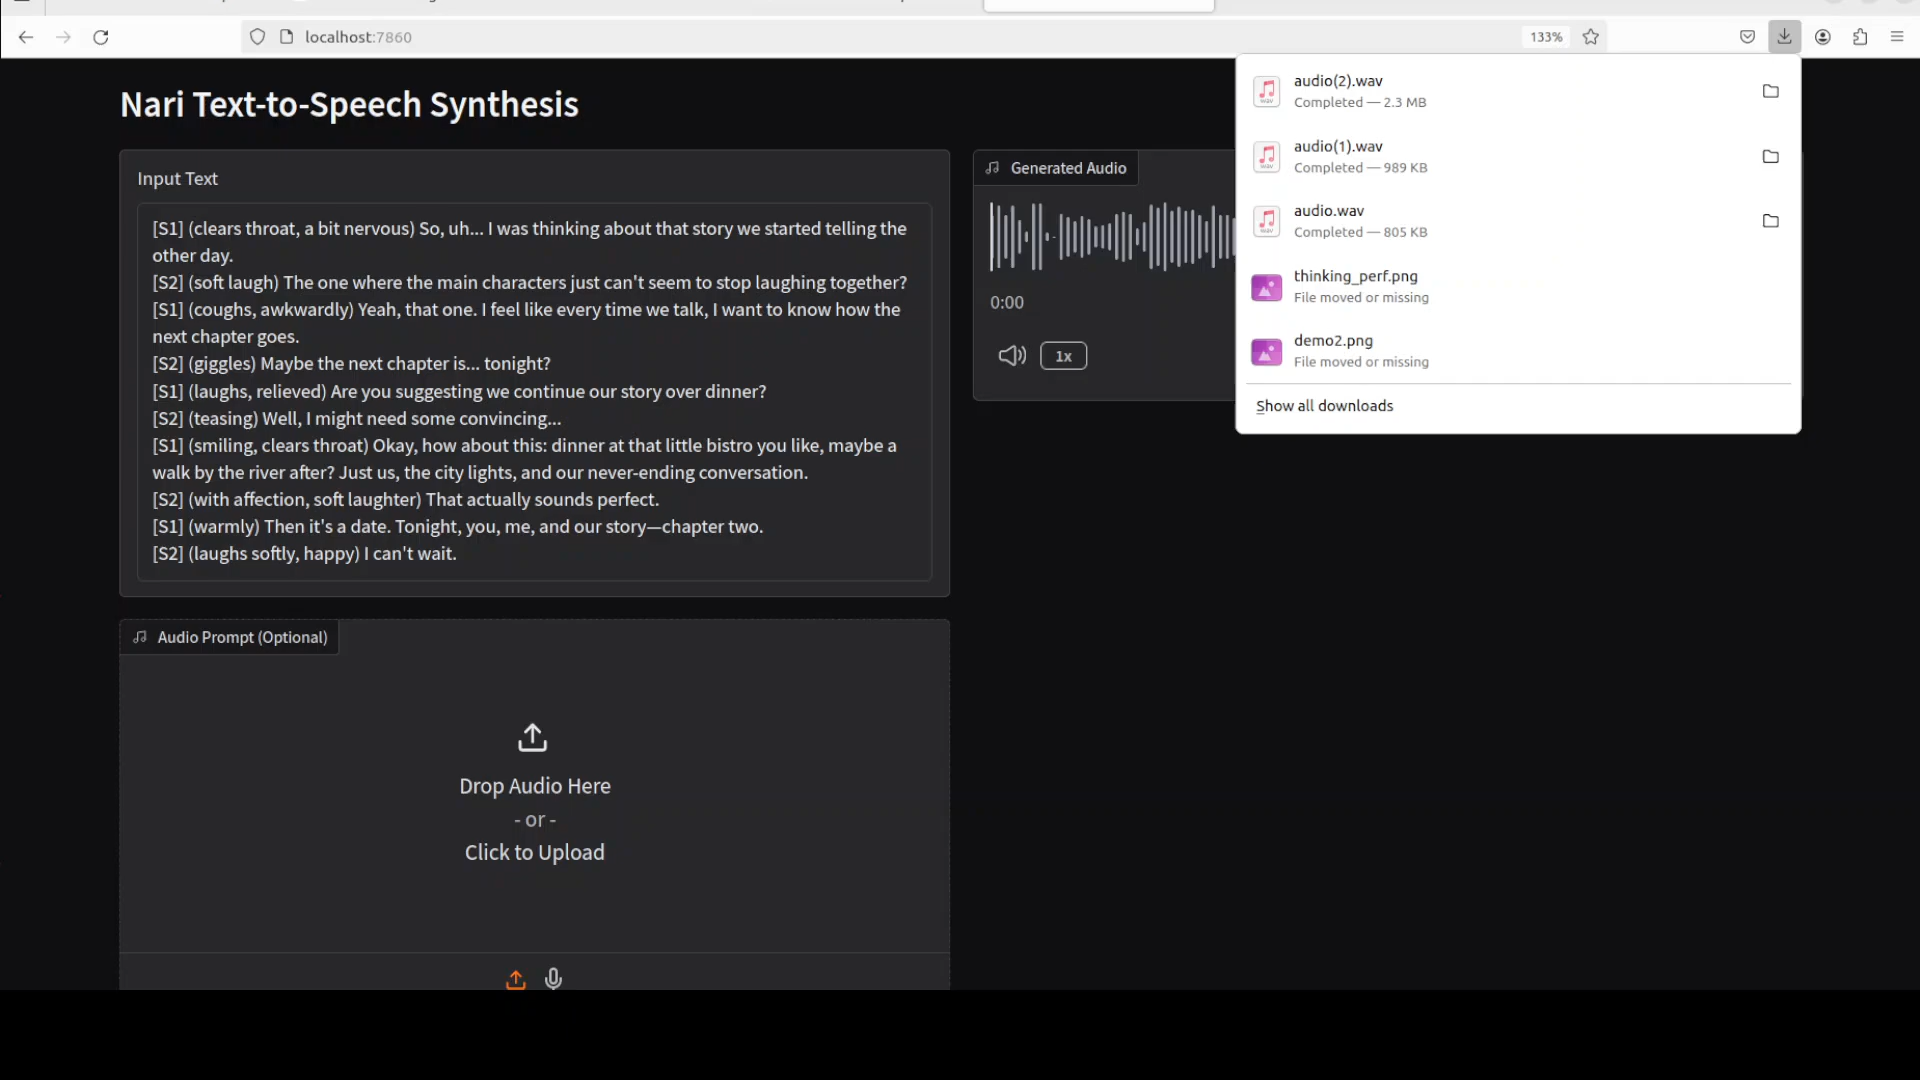 localhost:7860
133%
Nari Text-to-Speech Synthesis
Input Text
[S1] (clears throat, a bit nervous) So, uh... I was thinking about that story we started telling the
other day.
[S2] (soft laugh) The one where the main characters just can't seem to stop laughing together?
[S1] (coughs, awkwardly) Yeah, that one. I feel like every time we talk, I want to know how the
next chapter goes.
[S2] (giggles) Maybe the next chapter is... tonight?
[S1] (laughs, relieved) Are you suggesting we continue our story over dinner?
[S2] (teasing) Well, I might need some convincing...
[S1] (smiling, clears throat) Okay, how about this: dinner at that little bistro you like, maybe a
walk by the river after? Just us, the city lights, and our never-ending conversation.
[S2] (with affection, soft laughter) That actually sounds perfect.
[S1] (warmly) Then it's a date. Tonight, you, me, and our story—chapter two.
[S2] (laughs softly, happy) I can't wait.
Audio Prompt (Optional)
Drop Audio Here
- or -
Click to Upload
Generated Audio
0:00
1x
audio(2).wav
Completed — 2.3 MB
audio(1).wav
Completed — 989 KB
audio.wav
Completed — 805 KB
thinking_perf.png
File moved or missing
demo2.png
File moved or missing
Show all downloads